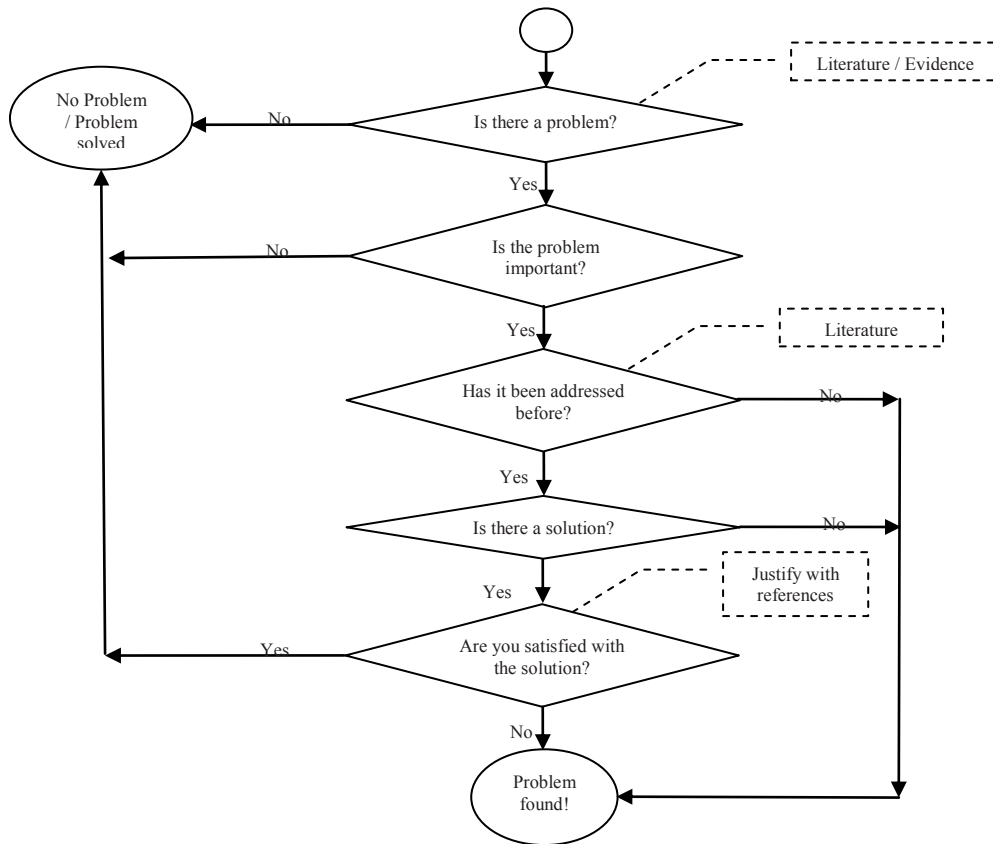 Literature / Evidence
No Problem
/ Problem
solved
No
Is there a problem?
Yes
No
Is the problem
important?
Yes
Literature
Has it been addressed
before?
No
Yes
Is there a solution?
No
Yes
Justify with
references
Yes
Are you satisfied with
the solution?
No
Problem
found!